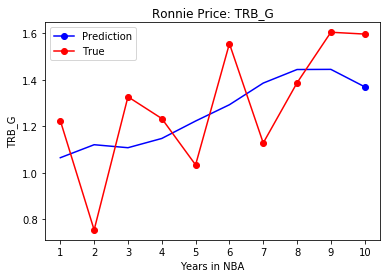 Ronnie Price: TRB_G
Prediction
True
1.6
1.4
1.2
1.0
0.8
TRB_G
1 2 3 4 5 6 7 8 9 10
Years in NBA